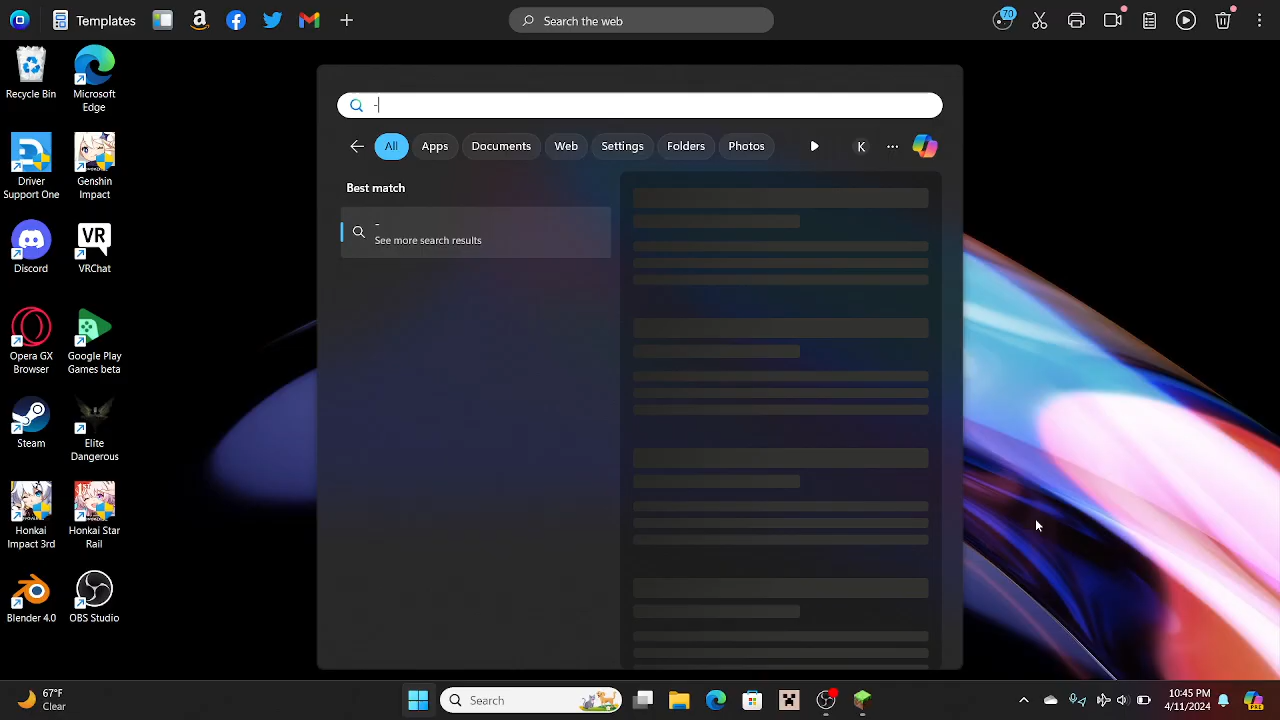 Templates
Search the web
70
Recycle Bin
Microsoft
Edge
Driver
Support One
Genshin
Impact
Discord
VR
VRChat
Opera GX
Browser
Google Play
Games beta
Steam
Elite
Dangerous
Honkai
Impact 3rd
Honkai Star
Rail
Blender 4.0
OBS Studio
-
All
Apps
Documents
Web
Settings
Folders
Photos
K
Best match
-
See more search results
67°F
Clear
Search
10:45 PM
4/11/2024
PRE